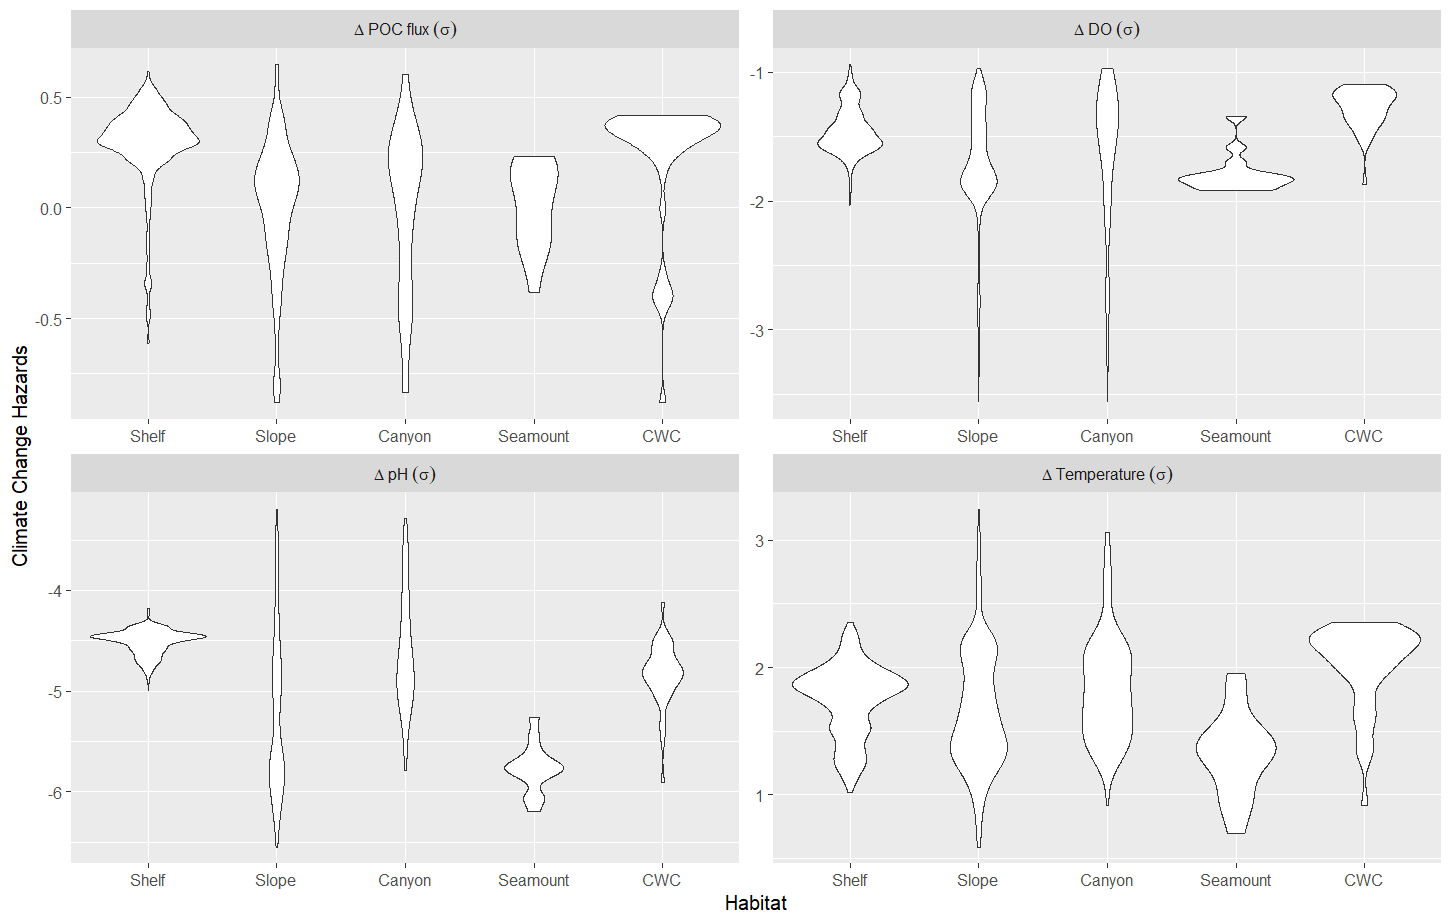 Δ POC flux (σ)
Δ DO (σ)
0.5
0.0
-0.5
-1
-2
-3
Shelf Slope Canyon Seamount CWC
Shelf Slope Canyon Seamount CWC
Climate Change Hazards
Δ pH (σ)
Δ Temperature (σ)
-4
-5
-6
3
2
1
Shelf Slope Canyon Seamount CWC
Shelf Slope Canyon Seamount CWC
Habitat